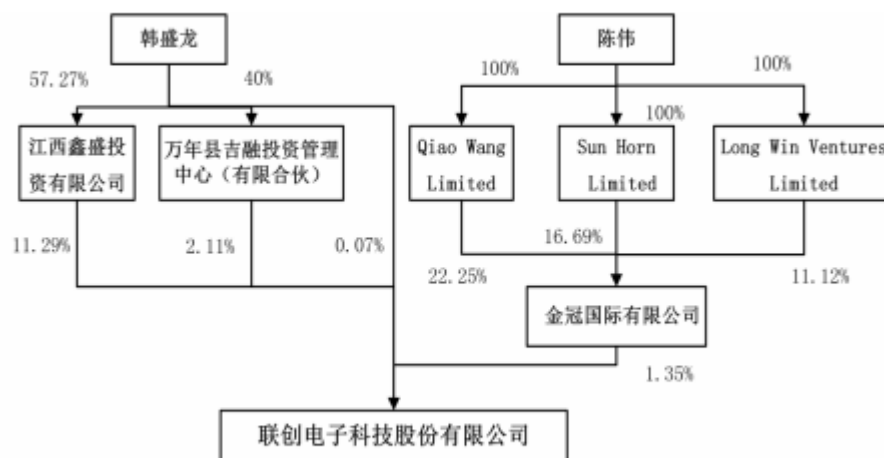 韩盛龙
陈伟
57.27%
40%
100%
100%
100%
江西鑫盛投
资有限公司
万年县吉融投资管理
中心（有限合伙）
Qiao Wang
Limited
Sun Horn
Limited
Long Win Ventures
Limited
11.29%
2.11%
0.07%
16.69%
22.25%
11.12%
金冠国际有限公司
1.35%
联创电子科技股份有限公司